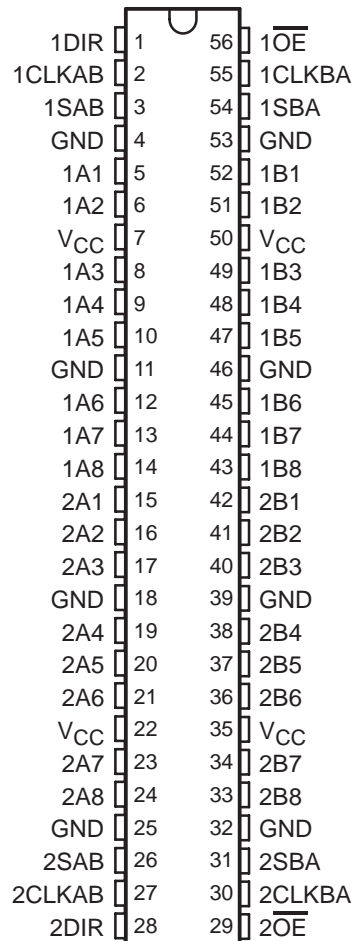 1DIR 1 56 1O̅E̅
1CLKAB 2 55 1CLKBA
1SAB 3 54 1SBA
GND 4 53 GND
1A1 5 52 1B1
1A2 6 51 1B2
VCC 7 50 VCC
1A3 8 49 1B3
1A4 9 48 1B4
1A5 10 47 1B5
GND 11 46 GND
1A6 12 45 1B6
1A7 13 44 1B7
1A8 14 43 1B8
2A1 15 42 2B1
2A2 16 41 2B2
2A3 17 40 2B3
GND 18 39 GND
2A4 19 38 2B4
2A5 20 37 2B5
2A6 21 36 2B6
VCC 22 35 VCC
2A7 23 34 2B7
2A8 24 33 2B8
GND 25 32 GND
2SAB 26 31 2SBA
2CLKAB 27 30 2CLKBA
2DIR 28 29 2O̅E̅